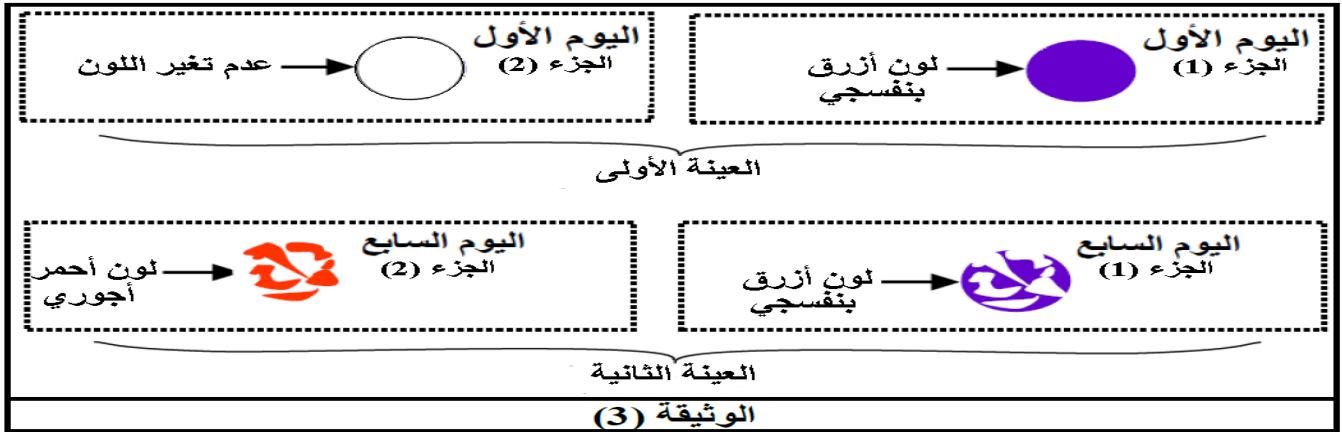 اليوم الأول
الجزء (1)
لون أزرق
بنفسجي
اليوم الأول
الجزء (2)
عدم تغير اللون
العينة الأولى
اليوم السابع
الجزء (1)
لون أزرق
بنفسجي
اليوم السابع
الجزء (2)
لون أحمر
أجوري
العينة الثانية
الوثيقة (3)